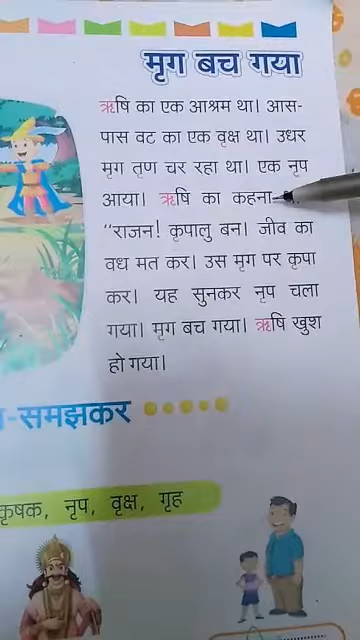 मृग बच गया
ऋषि का एक आश्रम था। आस-
पास वट का एक वृक्ष था। उधर
मृग तृण चर रहा था। एक नृप
आया। ऋषि का कहना
“राजन! कृपालु बन। जीव का
वध मत कर। उस मृग पर कृपा
कर। यह सुनकर नृप चला
गया। मृग बच गया। ऋषि खुश
हो गया।
-समझकर
कृषक, नृप, वृक्ष, गृह